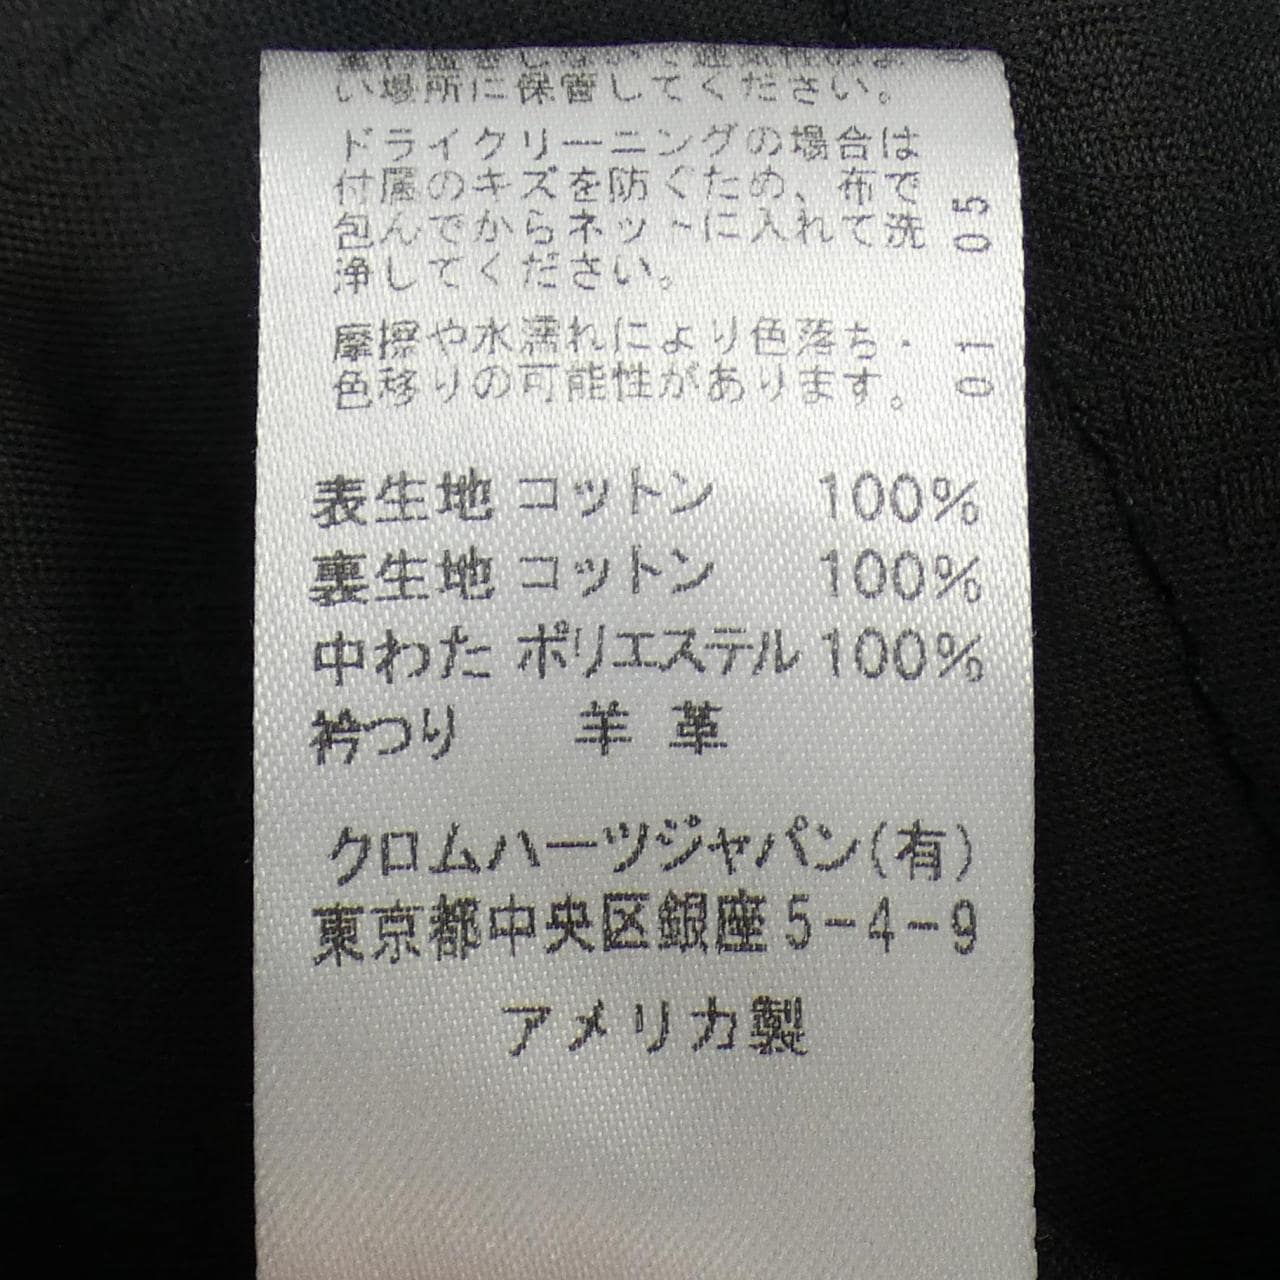 い場所に保管してください。
ドライクリーニングの場合は
付属のキズを防ぐため、布で
包んでからネットに入れて洗
浄してください。
摩擦や水濡れにより色落ち・
色移りの可能性があります。
01 05
表生地 コットン 100%
裏生地 コットン 100%
中わた ポリエステル 100%
衿つり 羊革
クロムハーツジャパン(有)
東京都中央区銀座5-4-9
アメリカ製